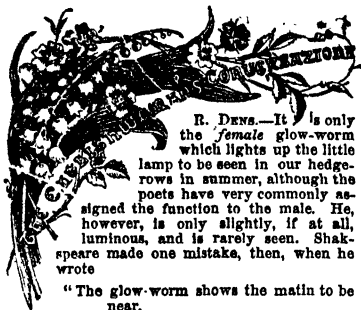 R. DENS.—It is only
the female glow-worm
which lights up the little
lamp to be seen in our hedge-
rows in summer, although the
poets have very commonly as-
signed the function to the male. He,
however, is only slightly, if at all,
luminous, and is rarely seen. Shak-
speare made one mistake, then, when he
wrote
"The glow-worm shows the matin to be
near,